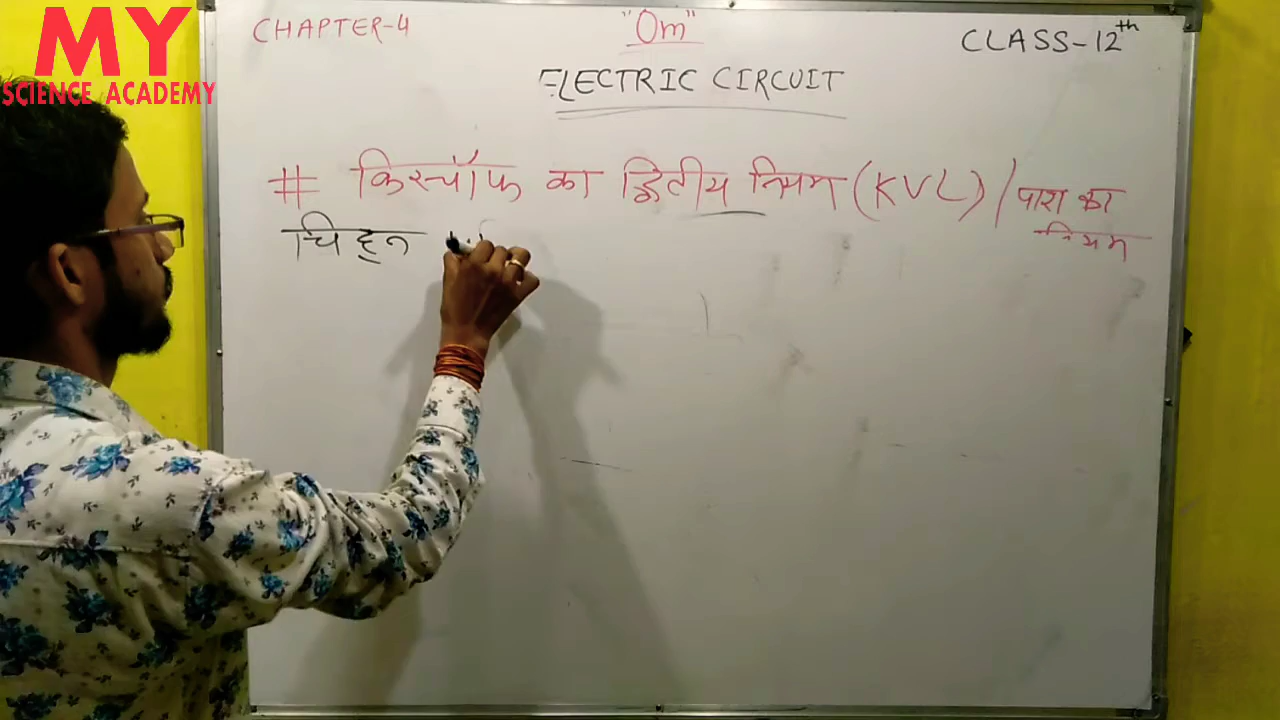 MY
SCIENCE ACADEMY
CHAPTER-4
"Om"
CLASS-12th
ELECTRIC CIRCUIT
# किरचॉफ का द्वितीय नियम (KVL) / पाश का
नियम
चिह्न